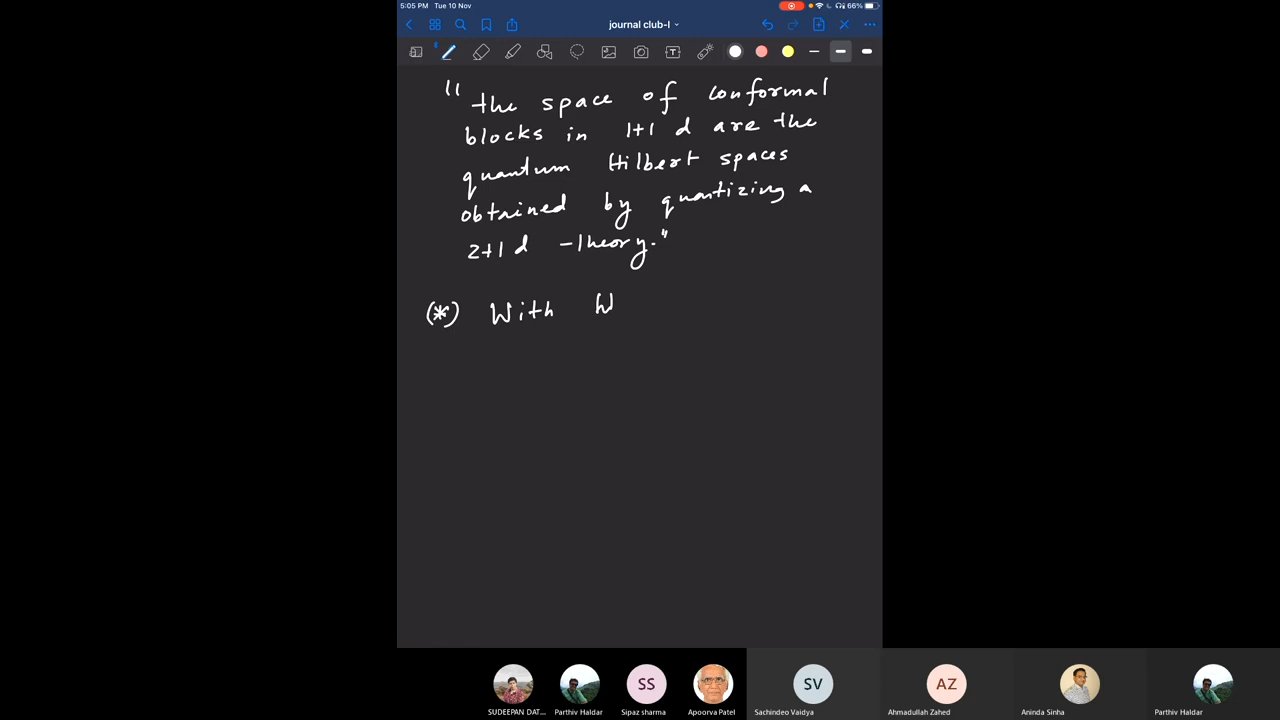 5:05 PM Tue 10 Nov
66%
journal club-I
T
"the space of conformal
blocks in 1+1 d are the
quantum Hilbert spaces
obtained by quantizing a
2+1 d -theory."
(*) With W
SS
SV
AZ
SUDEEPAN DAT... Parthiv Haldar Sipaz sharma Apoorva Patel Sachindeo Vaidya Ahmadullah Zahed Aninda Sinha Parthiv Haldar